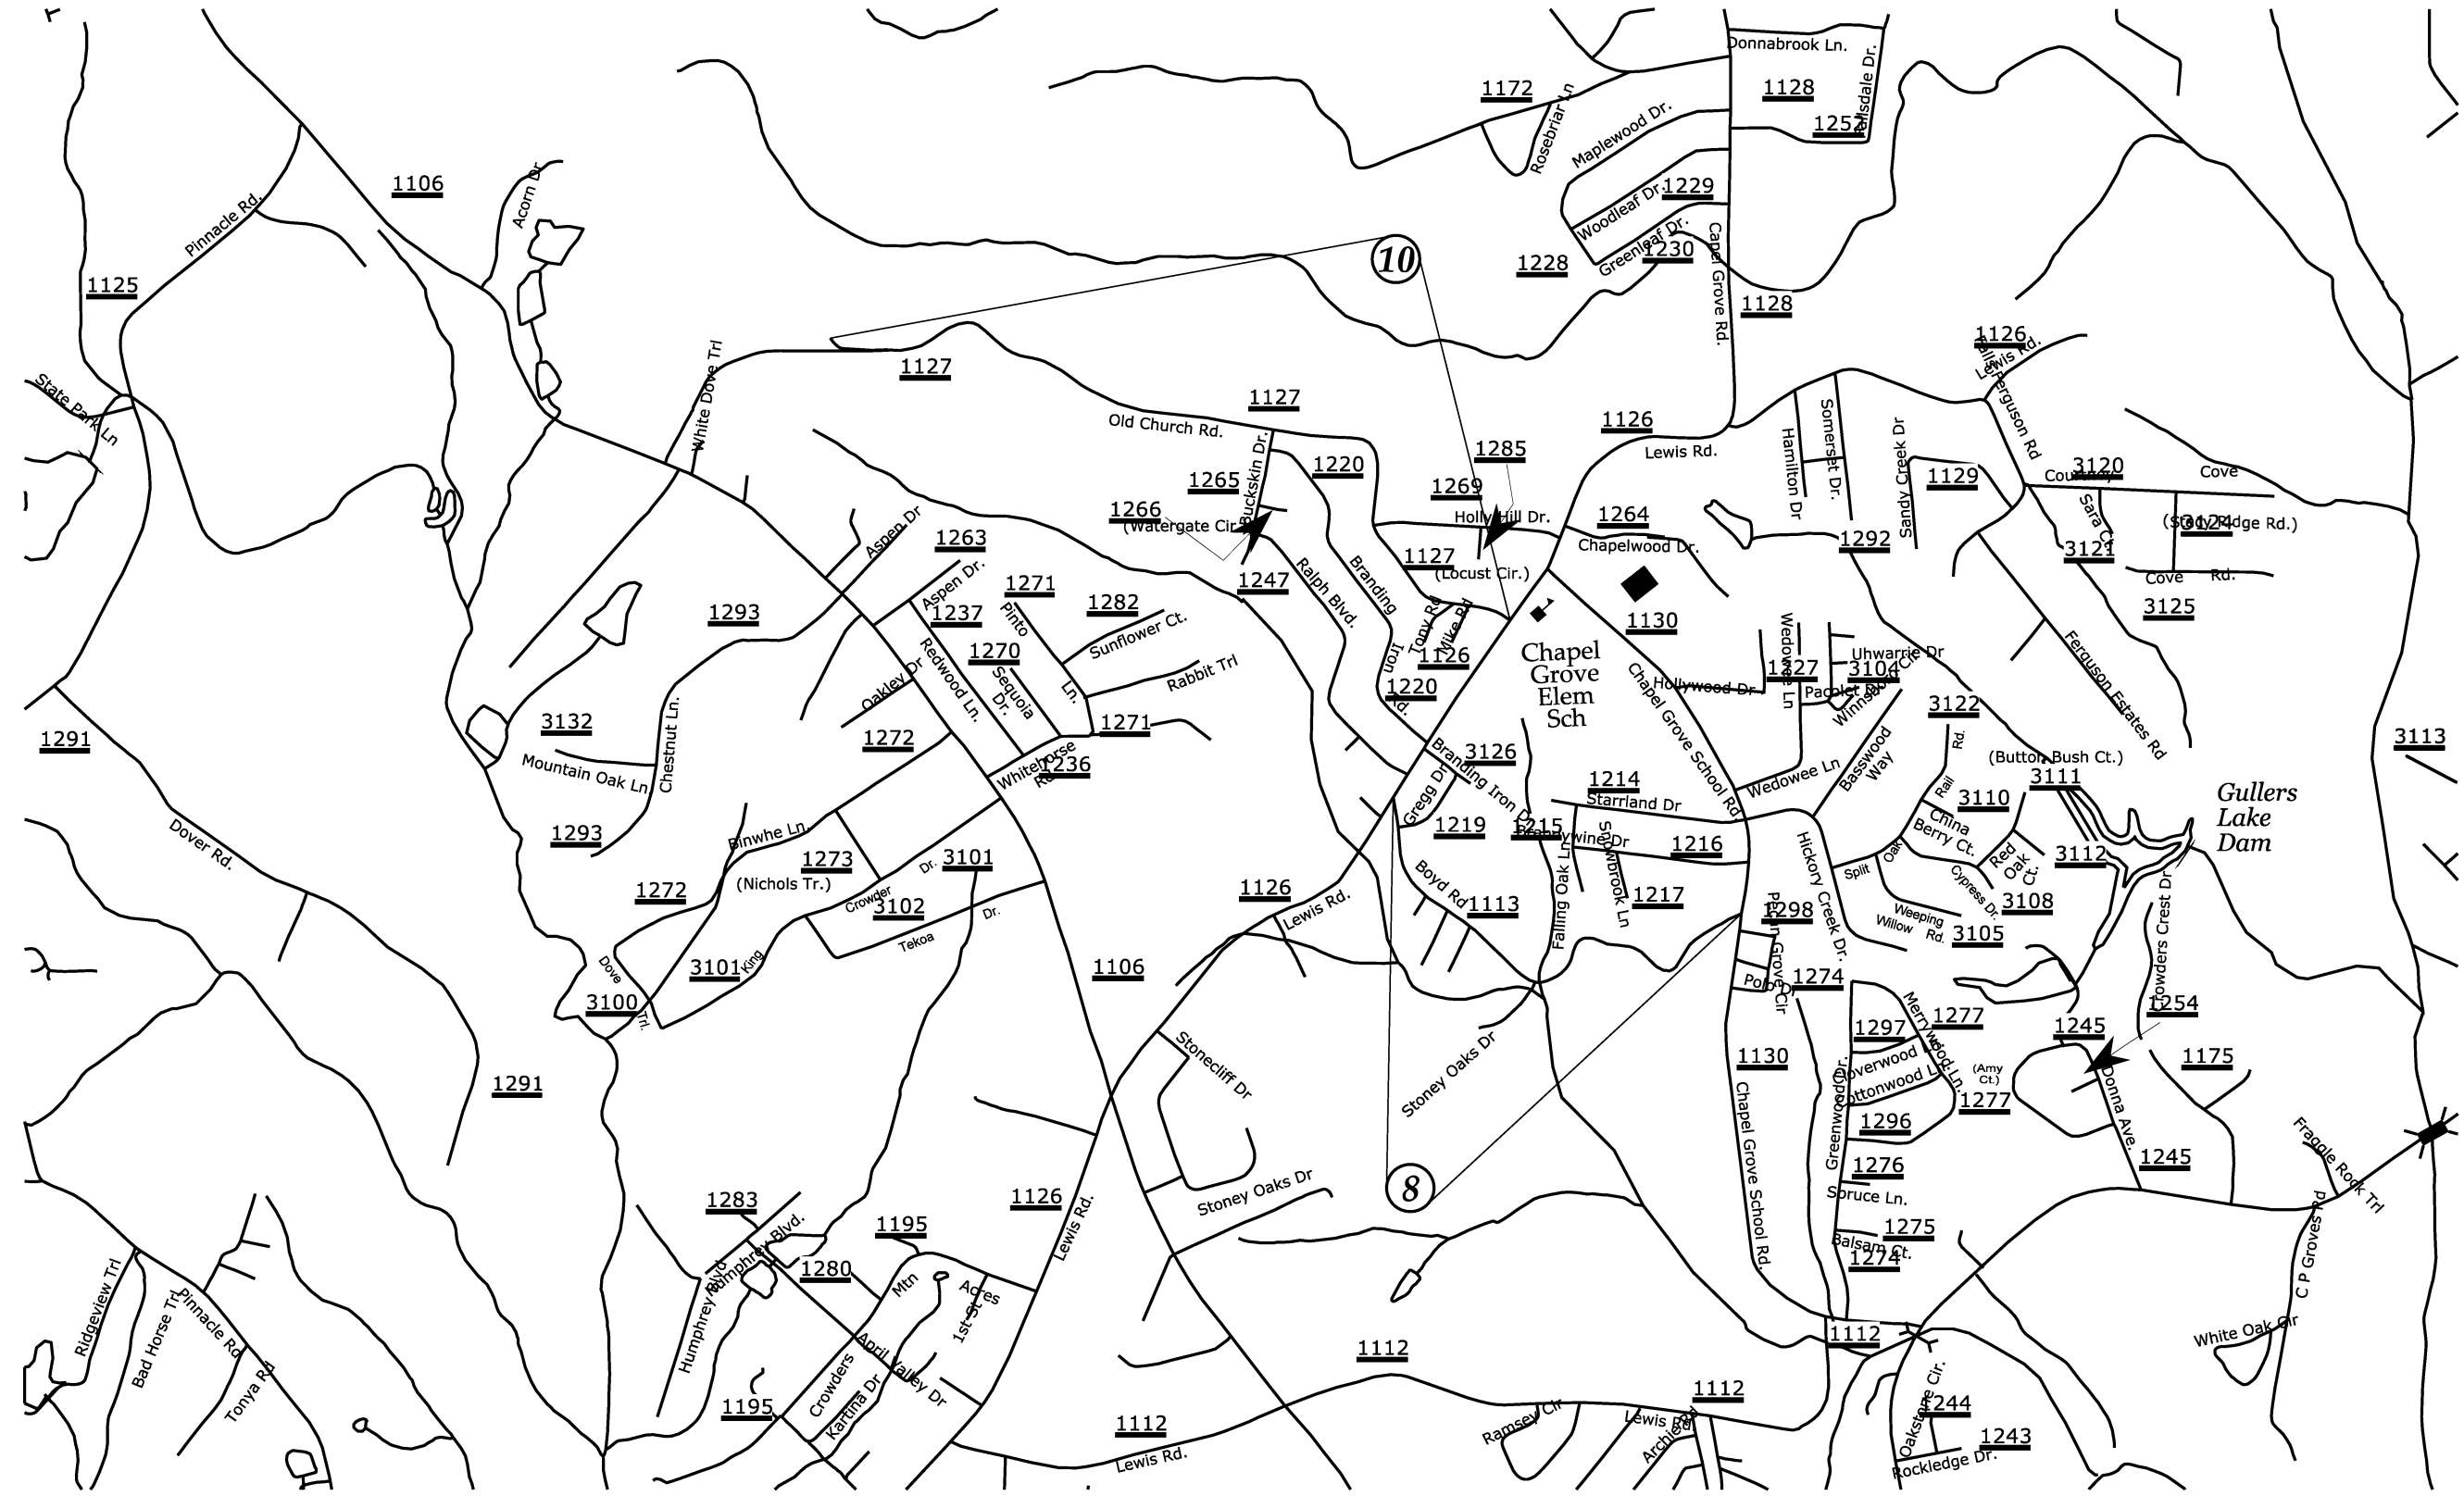 Donnabrook Ln.
1172
1128
Rosebriar Ln
Maplewood Dr.
1252
1106
Acorn Dr
1229
Pinnacle Rd.
Woodleaf Dr.
Greenleaf Dr.
1230
Capel Grove Rd.
10
1228
1125
1128
1126
Lewis Rd.
White Dove Trl
1127
State Park Ln
1127
Old Church Rd.
1126
Lewis Rd.
Hamilton Dr
Somerset Dr.
Sandy Creek Dr
Ferguson Rd
1285
1220
1265
Buckskin Dr.
1269
1129
3120
Cove
1266
(Watergate Cir.)
Holly Hill Dr.
1264
Sara Ct.
3124
Aspen Dr
1263
Chapelwood Dr.
1292
3121
1127
(Locust Cir.)
Cove Rd.
1247
Ralph Blvd.
Branding
Iron
Rd.
Aspen Dr.
1271
1282
1293
1237
Pinto
Ln.
Sunflower Ct.
Tony Rd
Mike Rd
1130
3125
1126
Chapel
Grove
Elem
Sch
1270
Redwood Ln.
Sequoia
Dr.
Rabbit Trl
Oakley Dr
Wedowee Ln
1227
Uhwarrie Dr
3104
Ferguson Estates Rd
Hollywood Dr
Pacolet Dr
1220
Chapel Grove School Rd.
3122
3132
Chestnut Ln.
1271
1272
1291
3113
Mountain Oak Ln
Whitehorse
Rd.
1236
Branding Iron Dr
3126
Gregg Dr
Basswood
Way
Rd.
Rail
(Button Bush Ct.)
3111
Wedowee Ln
1214
Starrland Dr
3110
Gullers
Lake
Dam
Dover Rd.
1293
Binwhe Ln.
1219
1215
Snowbrook Ln
1216
Hickory Creek Dr.
China
Berry Ct.
Oak
Split
Red
Oak
Ct.
3112
1273
(Nichols Tr.)
Dr.
3101
Crowder
3102
1272
1126
Lewis Rd.
Boyd Rd
1113
Falling Oak Ln
1217
1298
Cypress Dr.
3108
Weeping
Willow Rd.
3105
Crowders Crest Dr
Tekoa
Dr.
Dove
Trl.
3101
King
3100
1106
1274
1254
Merrywood Ln.
1277
1245
1297
Stonecliff Dr
Stoney Oaks Dr
1130
1175
(Amy
Ct.)
1277
1291
Chapel Grove School Rd.
Greenwood Dr.
1296
Donna Ave.
Fraggle Rock Trl
1276
1245
8
Stoney Oaks Dr
Spruce Ln.
1283
Humphrey Blvd.
1126
Lewis Rd.
1195
1275
Balsam Ct.
1274
C P Groves Rd
Ridgeview Trl
Bad Horse Trl
Pinnacle Rd
Humphrey Blvd
1280
Mtn
Acres
1st St
1112
White Oak Cir
1112
April Valley Dr
Tonya Rd
Crowders
Kartina Dr
1195
1112
Lewis Rd.
Ramsey Cir
1112
Lewis Rd
Archie Rd
Oakstone Cir.
1244
1243
Rockledge Dr.